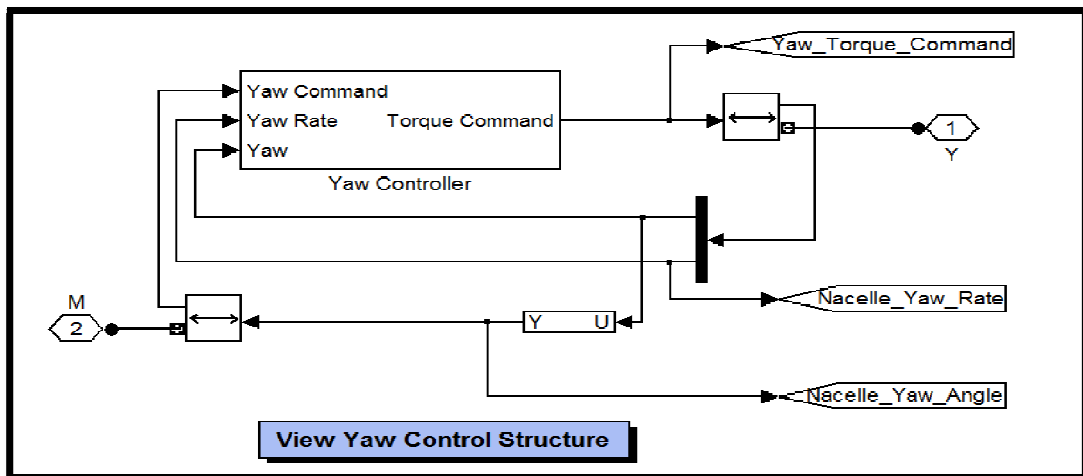 Yaw_Torque_Command
Yaw Command
Yaw Rate Torque Command
Yaw
Yaw Controller
1
Y
M
2
Y U
Nacelle_Yaw_Rate
Nacelle_Yaw_Angle
View Yaw Control Structure